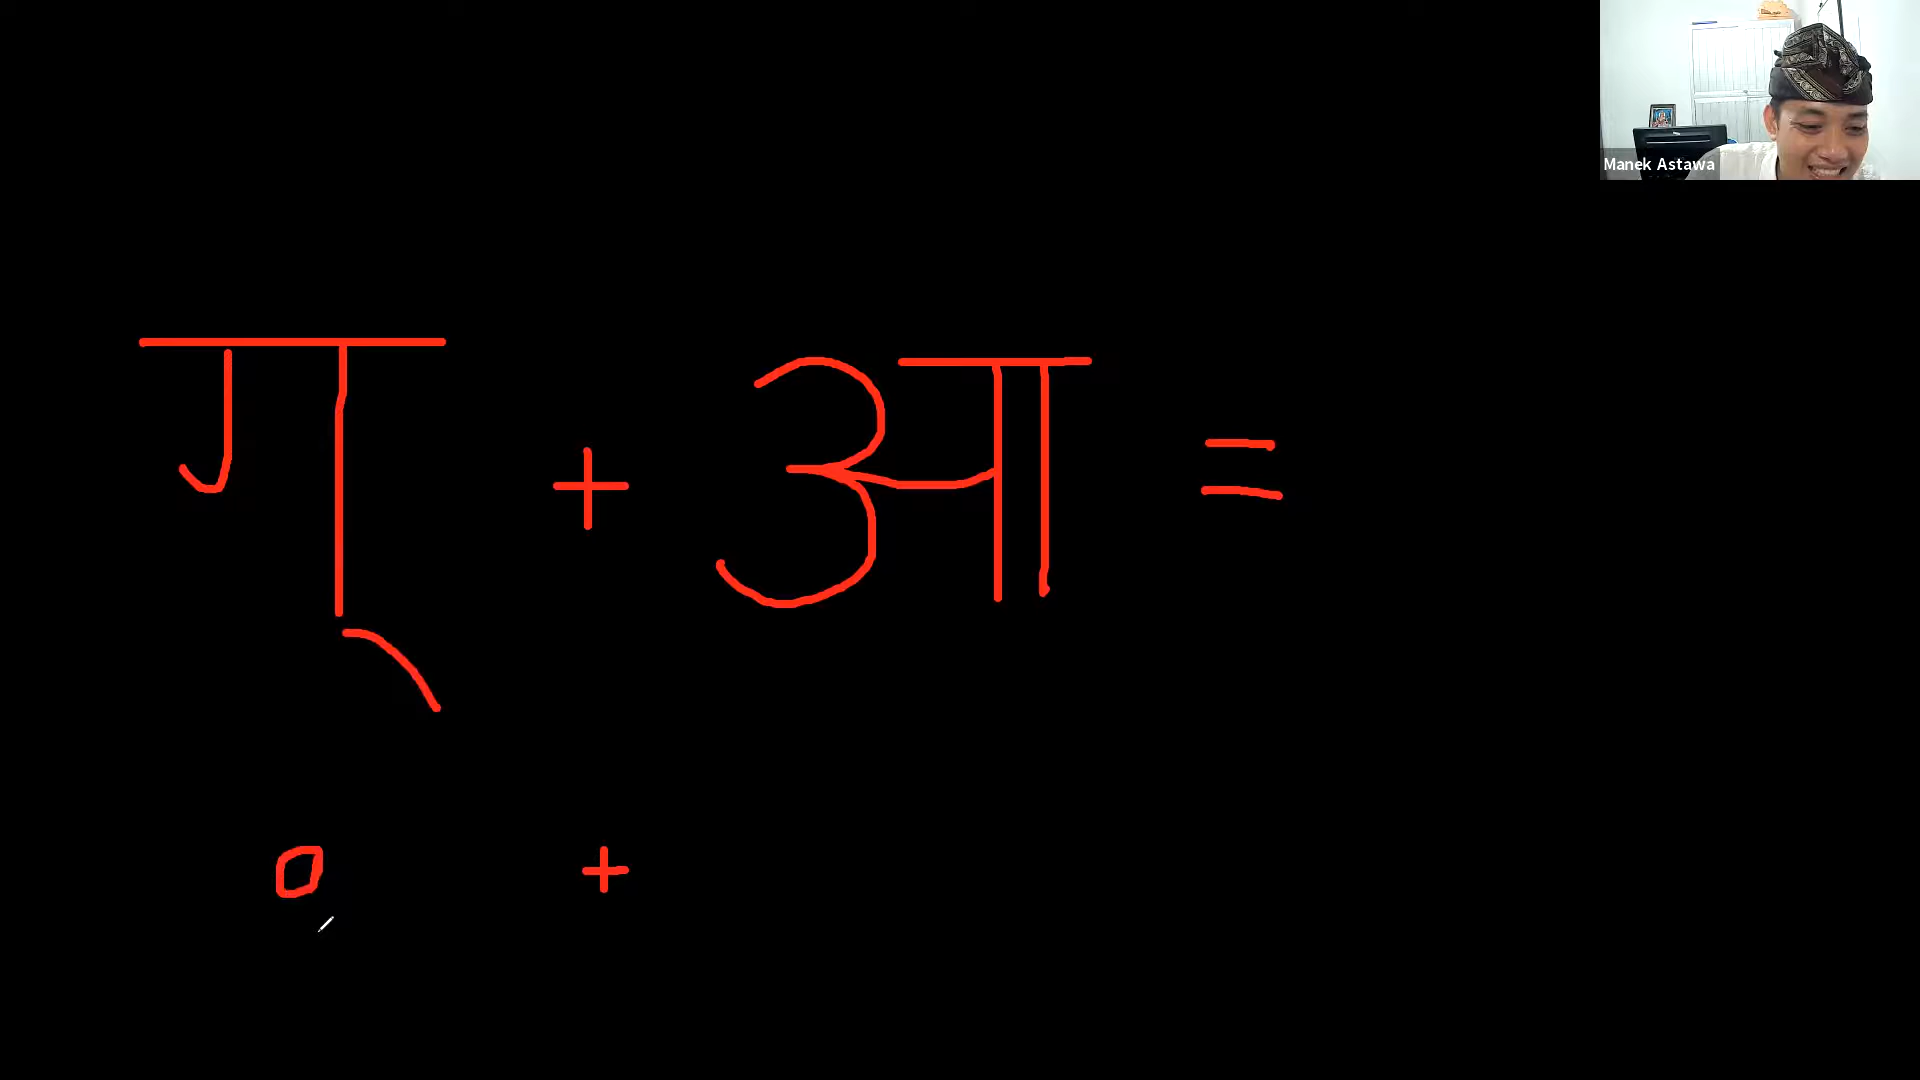 Manek Astawa
ग् + आ =
o +